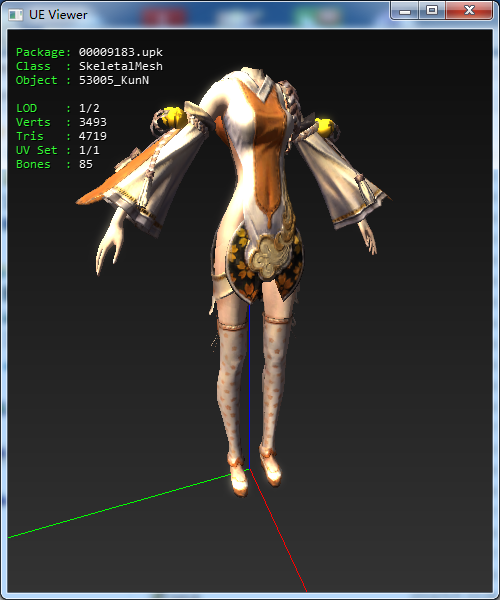 UE Viewer
Package: 00009183.upk
Class : SkeletalMesh
Object : 53005_KunN
LOD : 1/2
Verts : 3493
Tris : 4719
UV Set : 1/1
Bones : 85